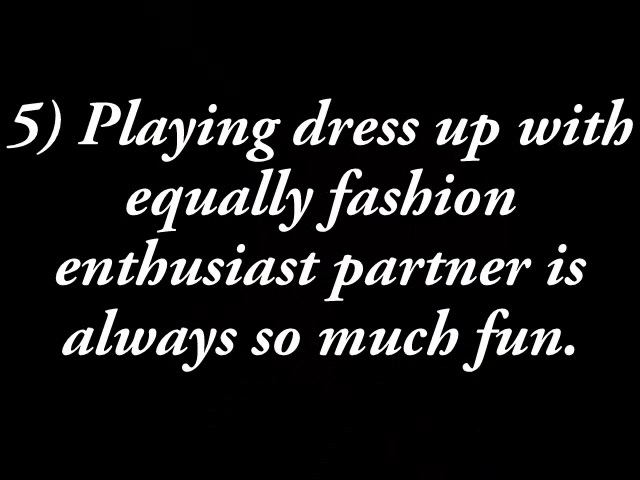 5) Playing dress up with
equally fashion
enthusiast partner is
always so much fun.